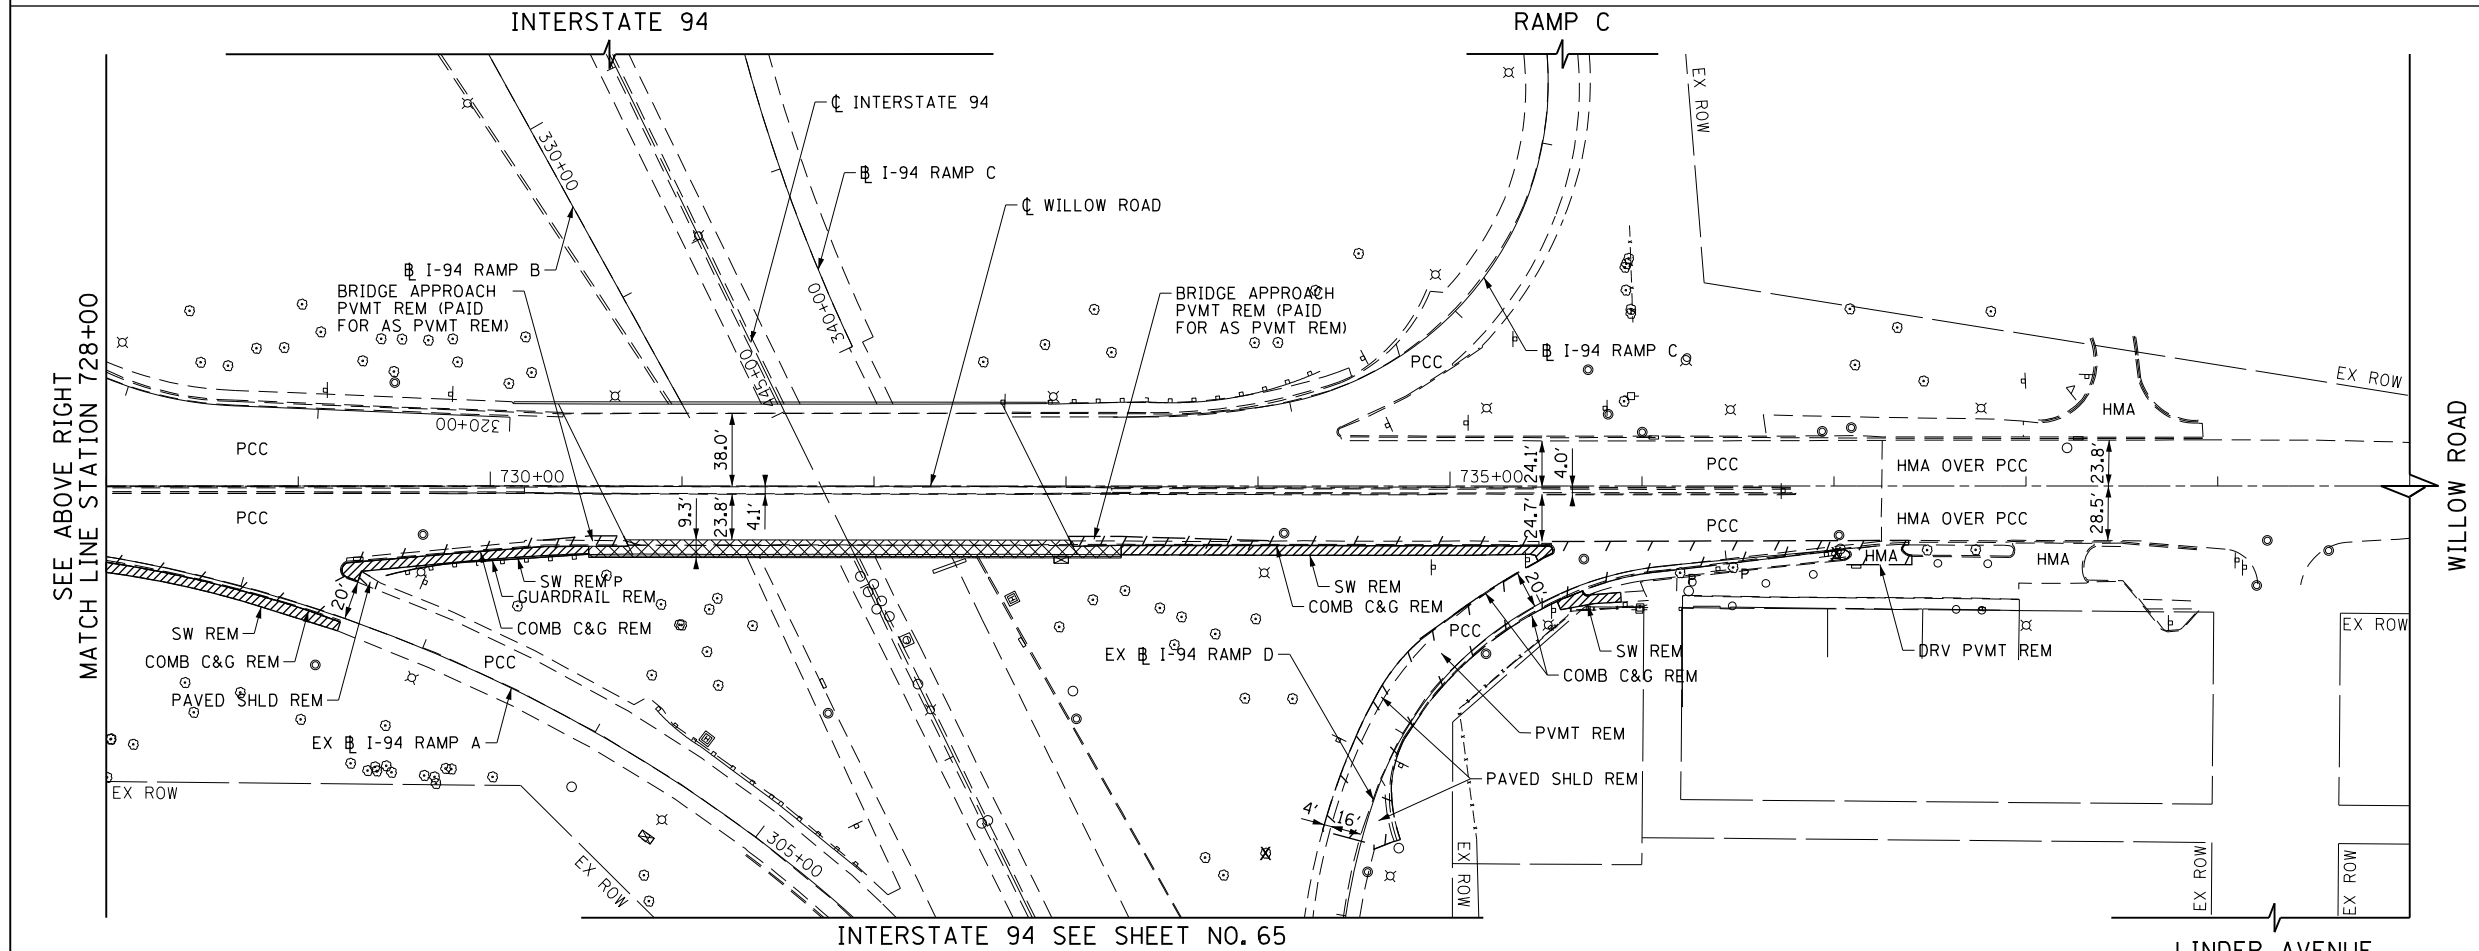 INTERSTATE 94
RAMP C
EX ROW
℄ INTERSTATE 94
330+00
B̵L I-94 RAMP C
℄ WILLOW ROAD
B̵L I-94 RAMP B
BRIDGE APPROACH
PVMT REM (PAID
FOR AS PVMT REM)
340+00
BRIDGE APPROACH
PVMT REM (PAID
FOR AS PVMT REM)
B̵L I-94 RAMP C
PCC
445+00
EX ROW
HMA
320+00
SEE ABOVE RIGHT
MATCH LINE STATION 728+00
PCC
38.0'
24.1'
4.0'
PCC
HMA OVER PCC
23.8'
730+00
735+00
WILLOW ROAD
PCC
9.3'
23.8'
4.1'
24.7'
PCC
HMA OVER PCC
28.5'
HMA
HMA
20'
SW REM
GUARDRAIL REM
SW REM
COMB C&G REM
20'
COMB C&G REM
SW REM
COMB C&G REM
PCC
PCC
EX B̵L I-94 RAMP D
SW REM
COMB C&G REM
DRV PVMT REM
EX ROW
PAVED SHLD REM
EX B̵L I-94 RAMP A
PVMT REM
PAVED SHLD REM
EX ROW
4'
16'
305+00
EX ROW
EX ROW
EX ROW
EX ROW
INTERSTATE 94 SEE SHEET NO. 65
LINDER AVENUE